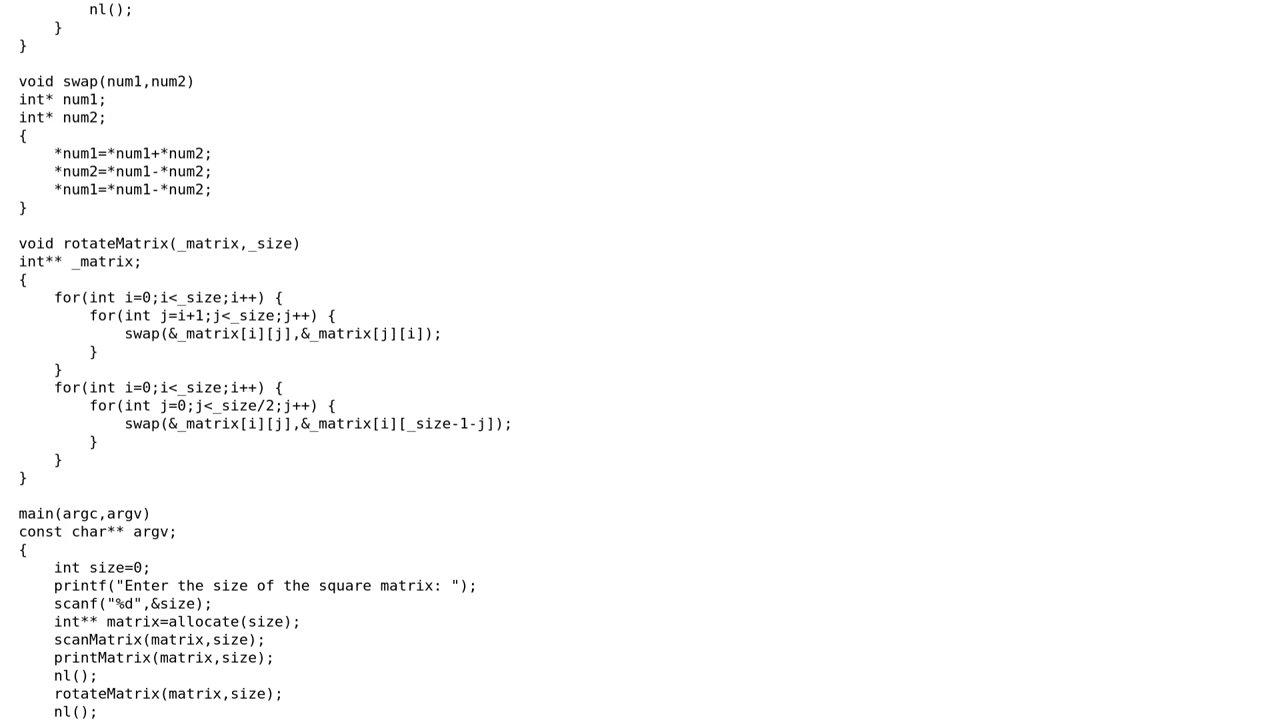 nl();
    }
}

void swap(num1,num2)
int* num1;
int* num2;
{
    *num1=*num1+*num2;
    *num2=*num1-*num2;
    *num1=*num1-*num2;
}

void rotateMatrix(_matrix,_size)
int** _matrix;
{
    for(int i=0;i<_size;i++) {
        for(int j=i+1;j<_size;j++) {
            swap(&_matrix[i][j],&_matrix[j][i]);
        }
    }
    for(int i=0;i<_size;i++) {
        for(int j=0;j<_size/2;j++) {
            swap(&_matrix[i][j],&_matrix[i][_size-1-j]);
        }
    }
}

main(argc,argv)
const char** argv;
{
    int size=0;
    printf("Enter the size of the square matrix: ");
    scanf("%d",&size);
    int** matrix=allocate(size);
    scanMatrix(matrix,size);
    printMatrix(matrix,size);
    nl();
    rotateMatrix(matrix,size);
    nl();